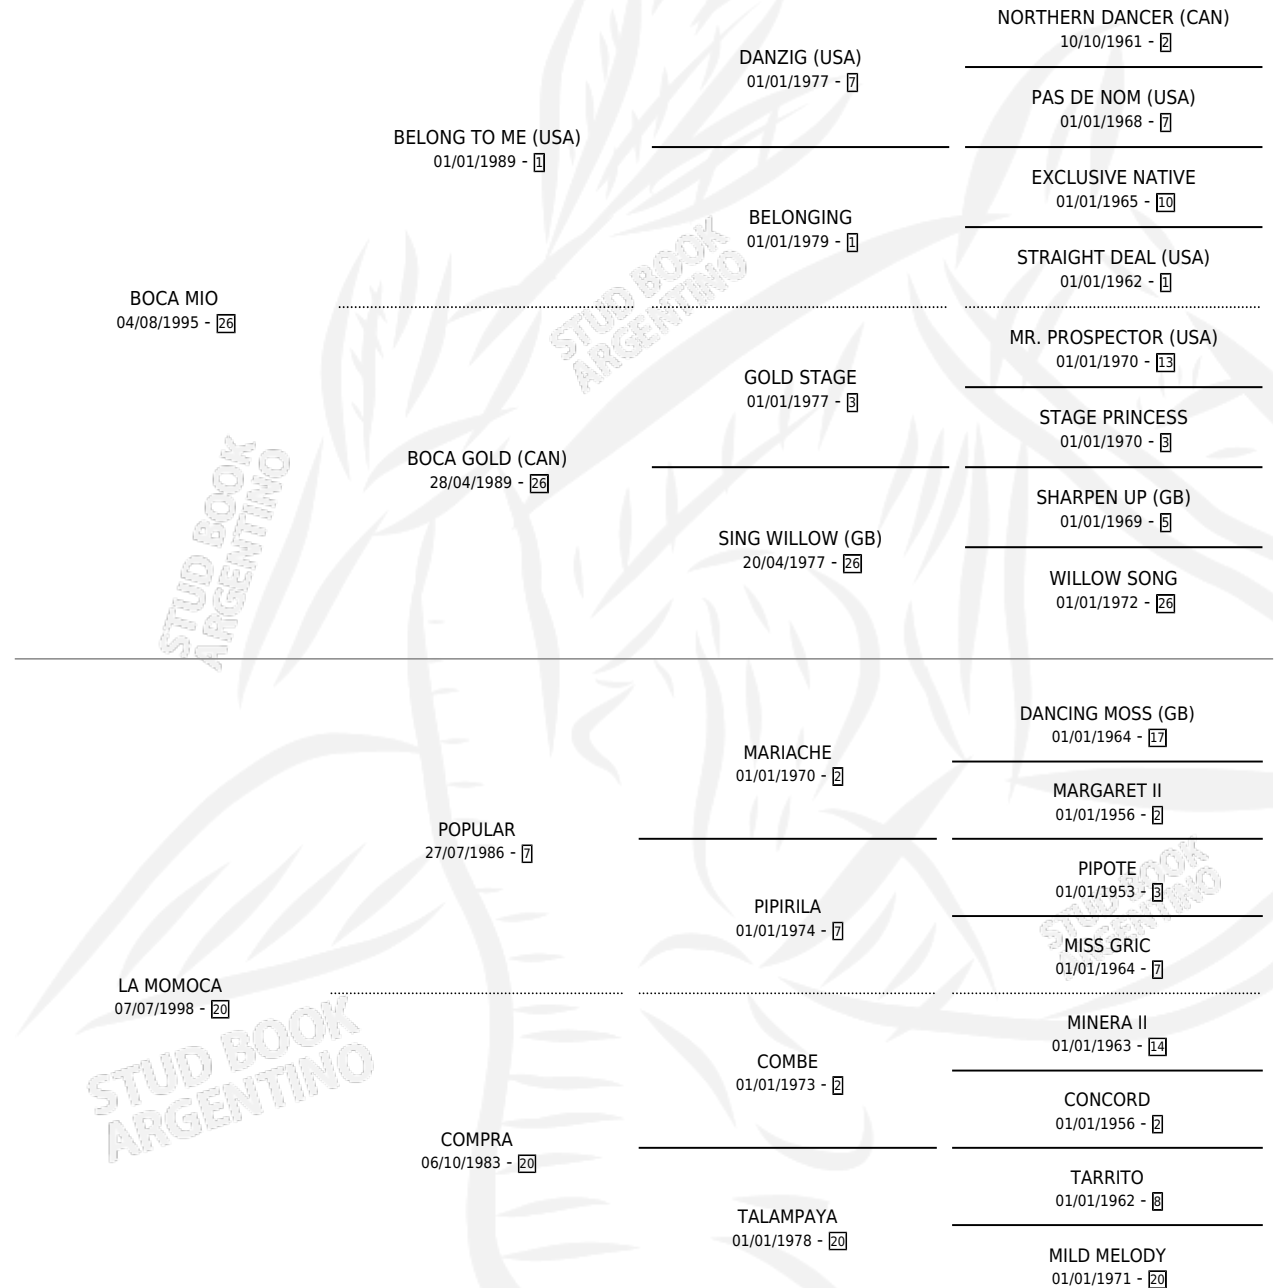 NORTHERN DANCER (CAN)
10/10/1961 - 2
DANZIG (USA)
01/01/1977 - 7
PAS DE NOM (USA)
01/01/1968 - 7
BELONG TO ME (USA)
01/01/1989 - 1
EXCLUSIVE NATIVE
01/01/1965 - 10
BELONGING
01/01/1979 - 1
STRAIGHT DEAL (USA)
01/01/1962 - 1
BOCA MIO
04/08/1995 - 26
MR. PROSPECTOR (USA)
01/01/1970 - 13
GOLD STAGE
01/01/1977 - 3
STAGE PRINCESS
01/01/1970 - 3
BOCA GOLD (CAN)
28/04/1989 - 26
SHARPEN UP (GB)
01/01/1969 - 5
SING WILLOW (GB)
20/04/1977 - 26
WILLOW SONG
01/01/1972 - 26
DANCING MOSS (GB)
01/01/1964 - 17
MARIACHE
01/01/1970 - 2
MARGARET II
01/01/1956 - 2
POPULAR
27/07/1986 - 7
PIPOTE
01/01/1953 - 3
PIPIRILA
01/01/1974 - 7
MISS GRIC
01/01/1964 - 7
LA MOMOCA
07/07/1998 - 20
MINERA II
01/01/1963 - 14
COMBE
01/01/1973 - 2
CONCORD
01/01/1956 - 2
COMPRA
06/10/1983 - 20
TARRITO
01/01/1962 - 8
TALAMPAYA
01/01/1978 - 20
MILD MELODY
01/01/1971 - 20
STUD BOOK
ARGENTINO
STUD BOOK
ARGENTINO
STUD BOOK
ARGENTINO
STUD BOOK
ARGENTINO